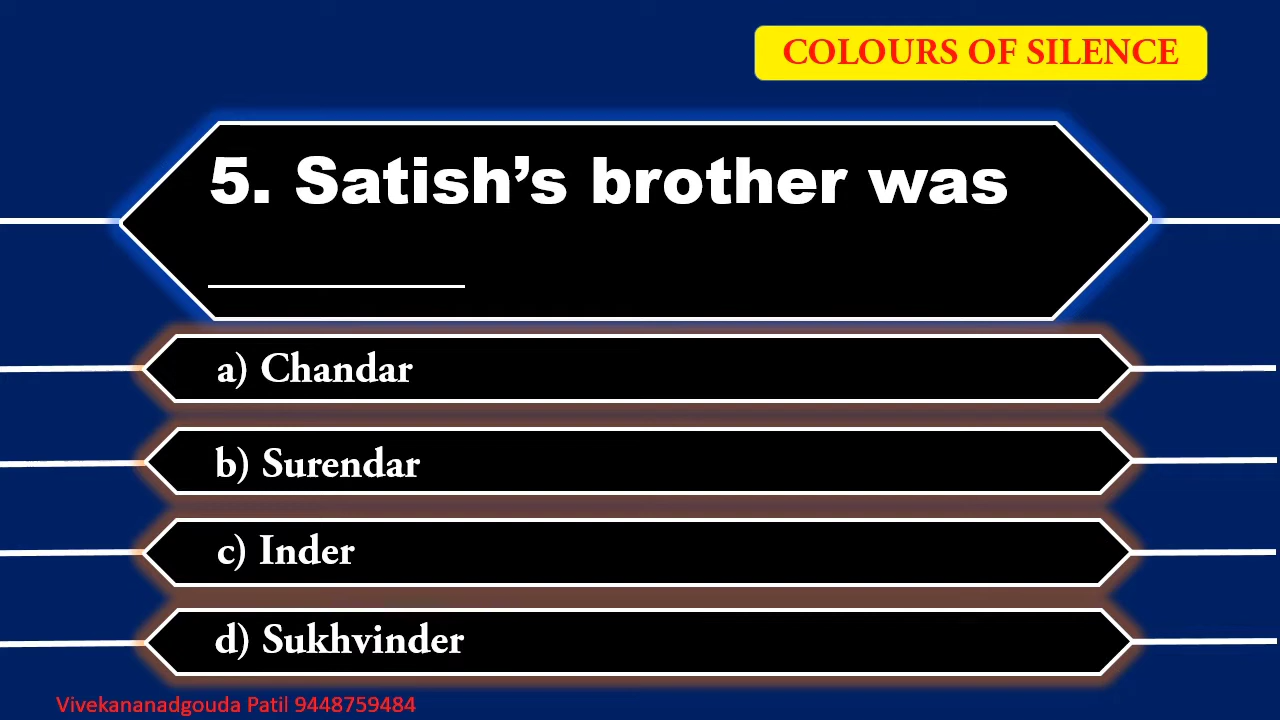 COLOURS OF SILENCE
5. Satish’s brother was
__________
a) Chandar
b) Surendar
c) Inder
d) Sukhvinder
Vivekananadgouda Patil 9448759484